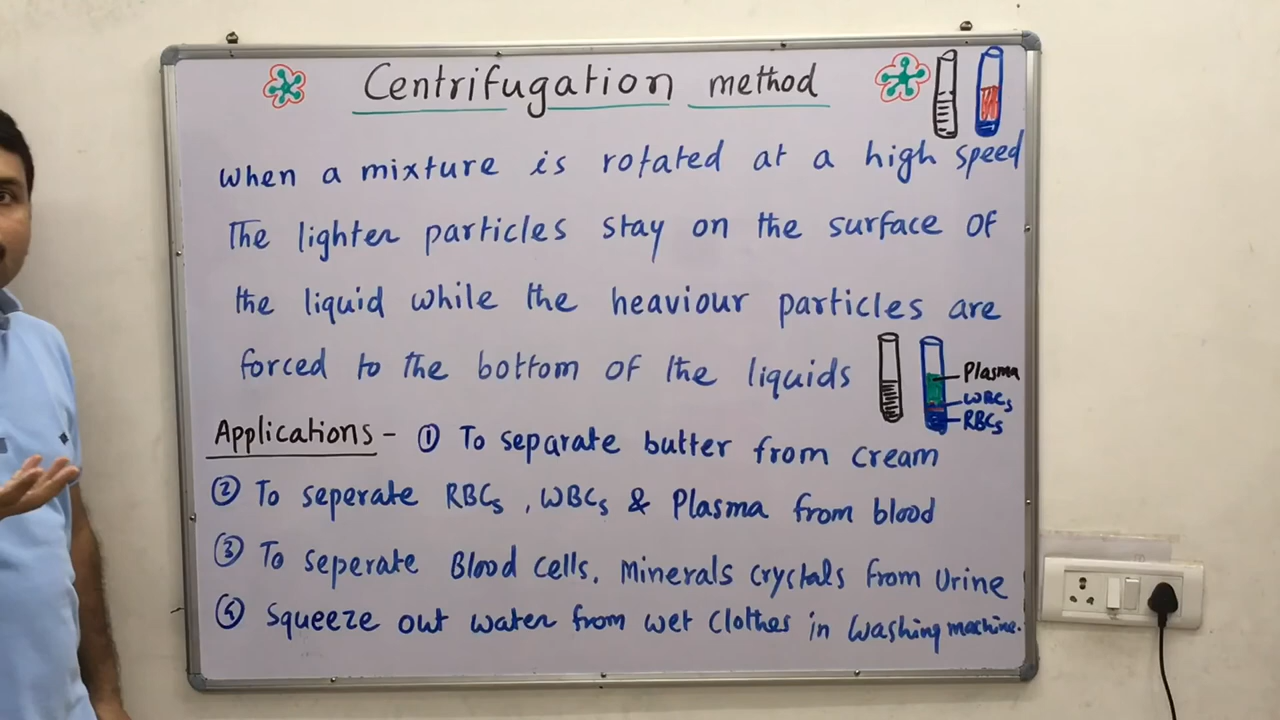 Centrifugation method
When a mixture is rotated at a high speed
The lighter particles stay on the surface of
the liquid while the heaviour particles are
forced to the bottom of the liquids
Plasma
WBCs
RBCs
Applications - ① To separate butter from cream
② To seperate RBCs, WBCs & Plasma from blood
③ To seperate Blood cells, Minerals crystals from Urine
④ Squeeze out water from wet clothes in Washing machine.